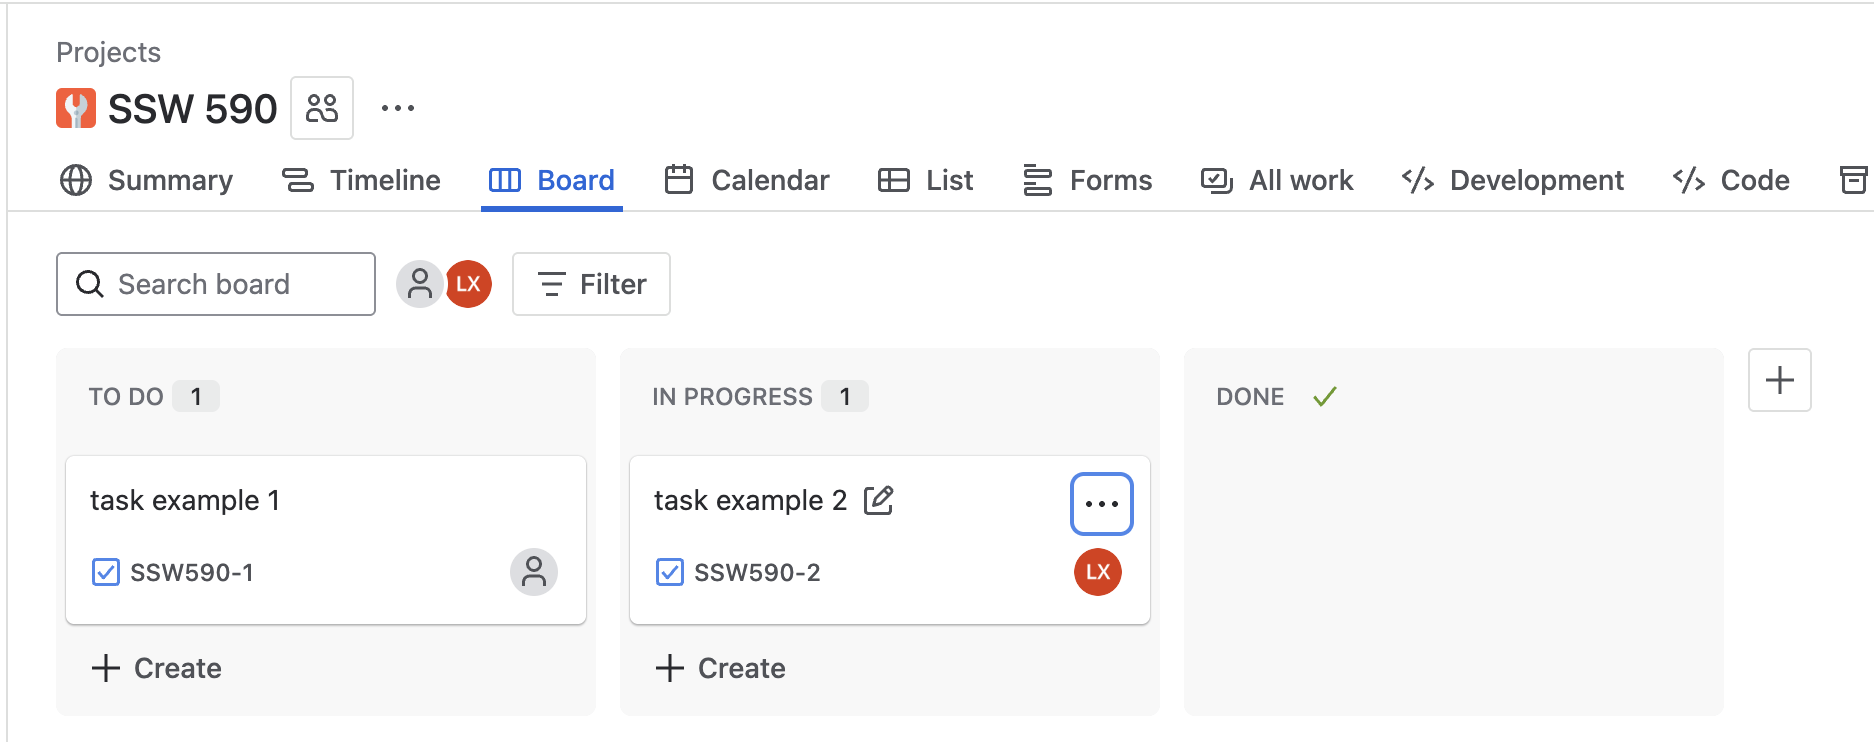 Projects
SSW 590
Summary Timeline Board Calendar List Forms All work Development Code
Search board LX Filter
TO DO 1
task example 1
SSW590-1
Create
IN PROGRESS 1
task example 2
SSW590-2 LX
Create
DONE